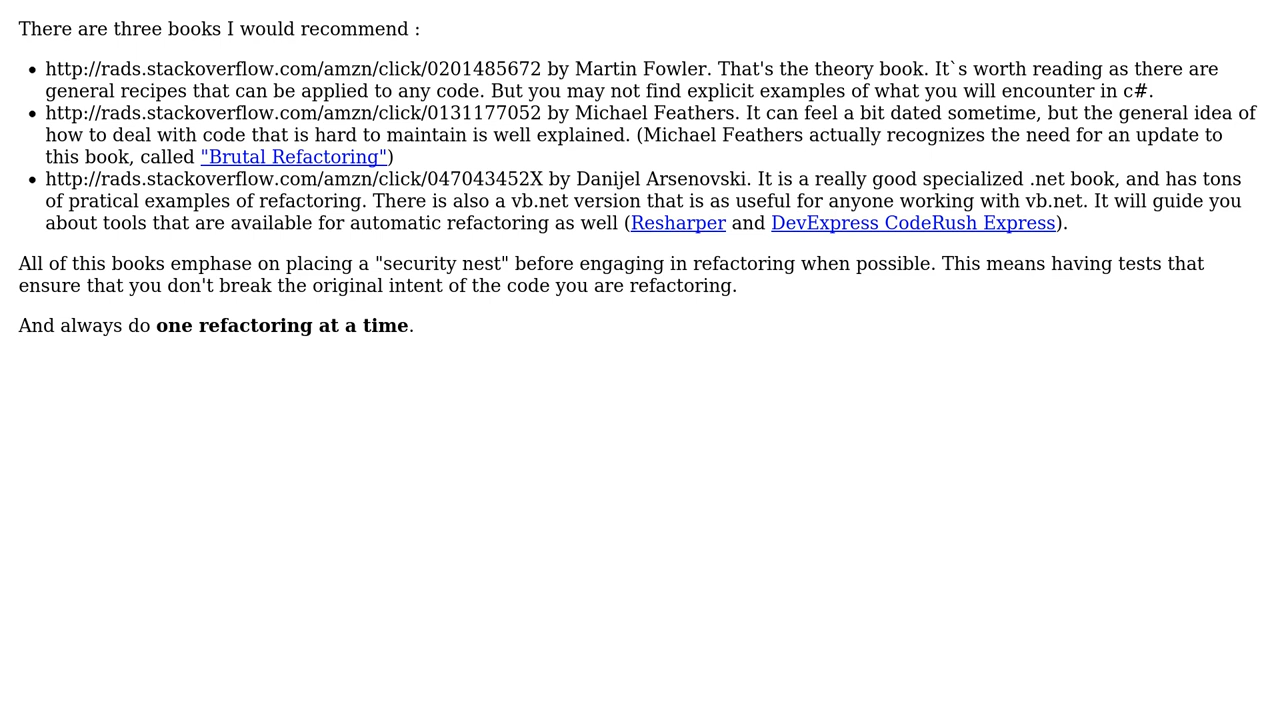 There are three books I would recommend :
• http://rads.stackoverflow.com/amzn/click/0201485672 by Martin Fowler. That's the theory book. It`s worth reading as there are
general recipes that can be applied to any code. But you may not find explicit examples of what you will encounter in c#.
• http://rads.stackoverflow.com/amzn/click/0131177052 by Michael Feathers. It can feel a bit dated sometime, but the general idea of
how to deal with code that is hard to maintain is well explained. (Michael Feathers actually recognizes the need for an update to
this book, called "Brutal Refactoring")
• http://rads.stackoverflow.com/amzn/click/047043452X by Danijel Arsenovski. It is a really good specialized .net book, and has tons
of pratical examples of refactoring. There is also a vb.net version that is as useful for anyone working with vb.net. It will guide you
about tools that are available for automatic refactoring as well (Resharper and DevExpress CodeRush Express).
All of this books emphase on placing a "security nest" before engaging in refactoring when possible. This means having tests that
ensure that you don't break the original intent of the code you are refactoring.
And always do one refactoring at a time.